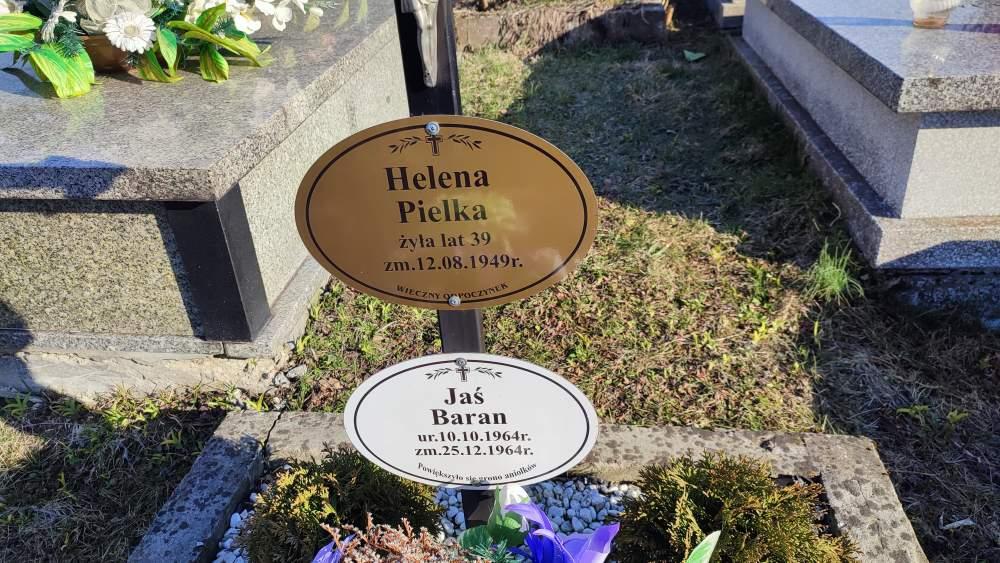 Helena
Pielka
żyła lat 39
zm.12.08.1949r.
WIECZNY ODPOCZYNEK
Jaś
Baran
ur.10.10.1964r.
zm.25.12.1964r.
Powiększyło się grono aniołków